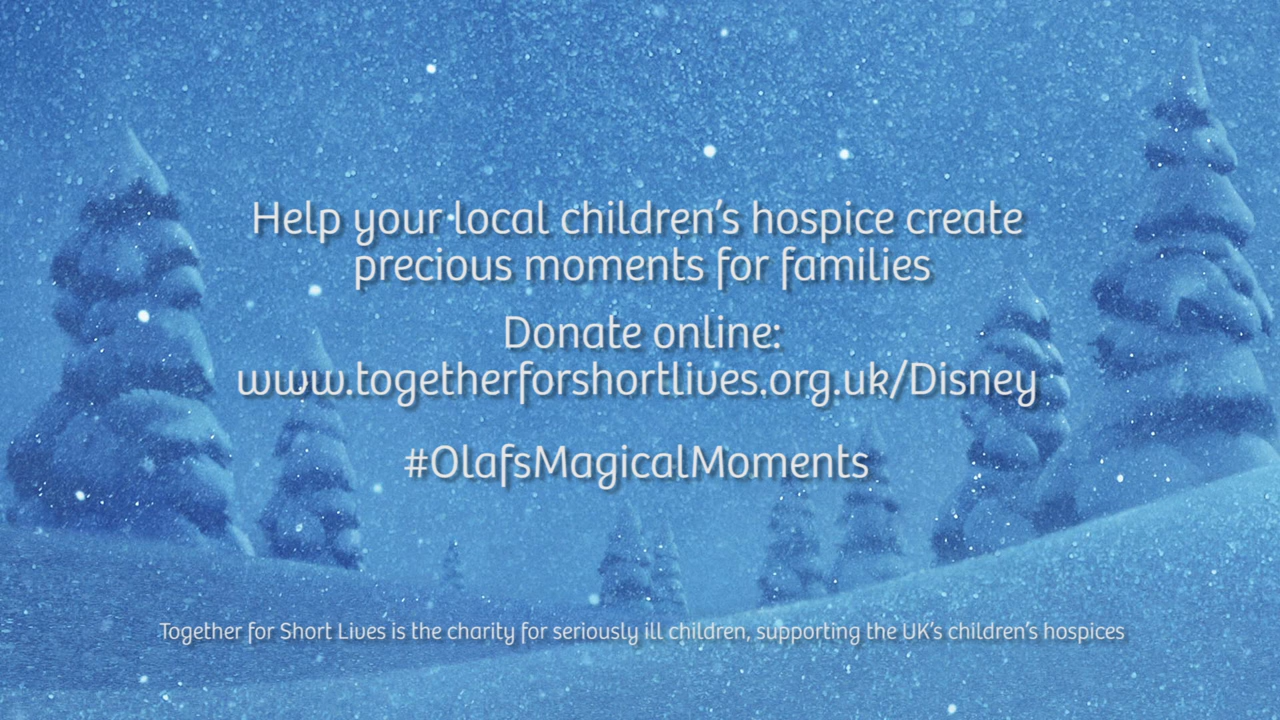 Help your local children's hospice create
precious moments for families
Donate online:
www.togetherforshortlives.org.uk/Disney
#OlafsMagicalMoments
Together for Short Lives is the charity for seriously ill children, supporting the UK's children's hospices